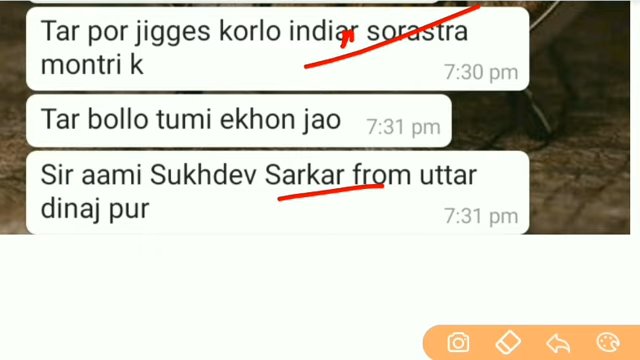 Tar por jigges korlo indiar sorastra
montri k
7:30 pm
Tar bollo tumi ekhon jao
7:31 pm
Sir aami Sukhdev Sarkar from uttar
dinaj pur
7:31 pm